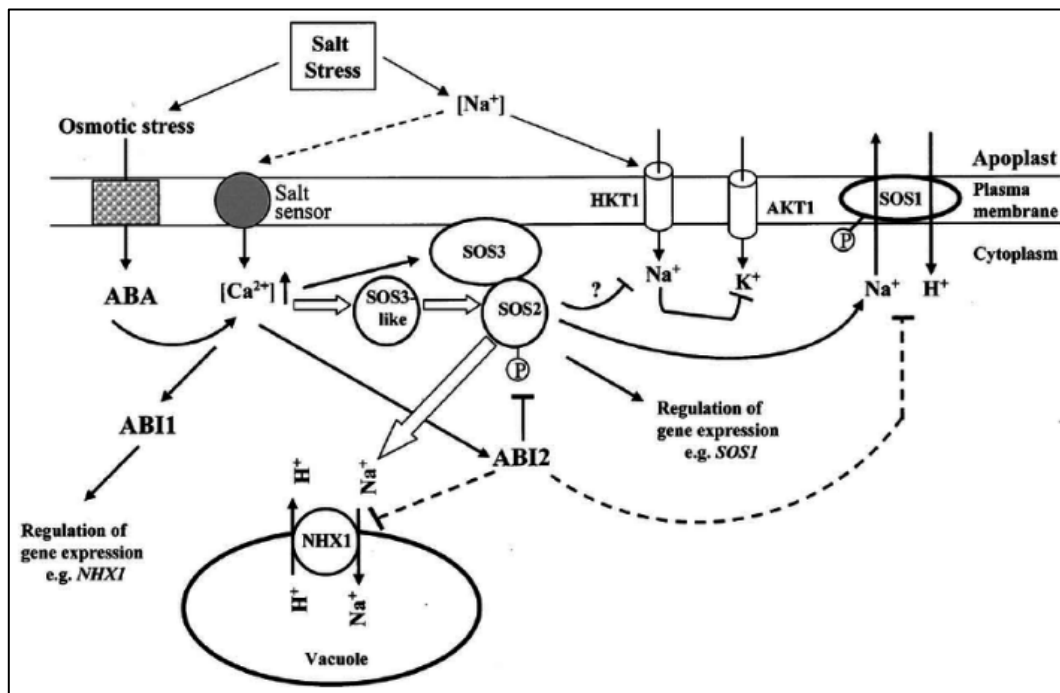 Salt
Stress
[Na⁺]
Osmotic stress
Apoplast
Salt
sensor
HKT1
AKT1
SOS1
Plasma
membrane
P
Cytoplasm
SOS3
ABA
[Ca²⁺]
SOS3-
like
SOS2
?
Na⁺
K⁺
Na⁺
H⁺
P
ABI1
ABI2
Regulation of
gene expression
e.g. SOS1
H⁺
Na⁺
Regulation of
gene expression
e.g. NHX1
NHX1
H⁺
Na⁺
Vacuole